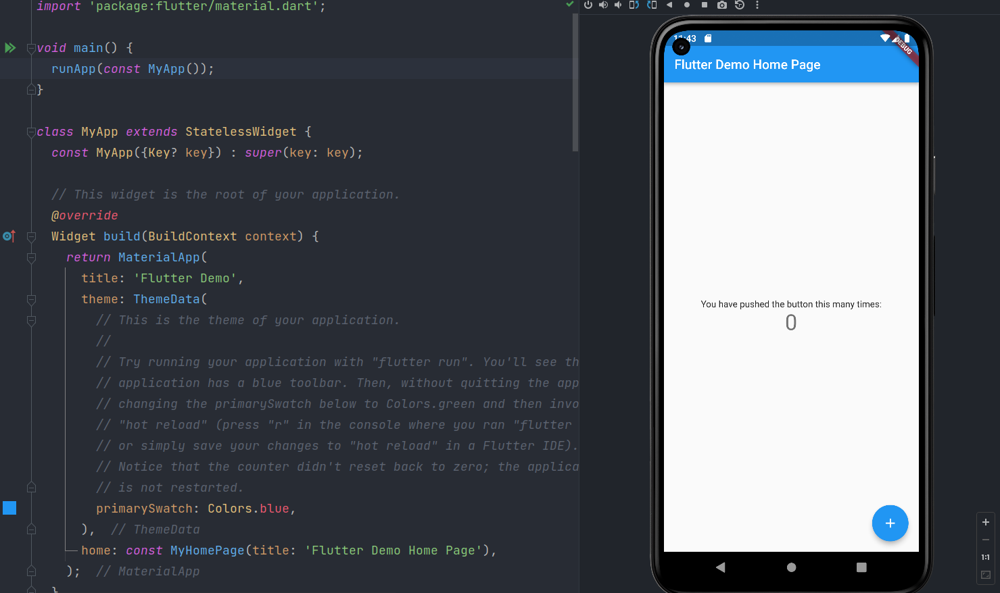 import 'package:flutter/material.dart';
void main() {
runApp(const MyApp());
}
class MyApp extends StatelessWidget {
const MyApp({Key? key}) : super(key: key);
// This widget is the root of your application.
@override
Widget build(BuildContext context) {
return MaterialApp(
title: 'Flutter Demo',
theme: ThemeData(
// This is the theme of your application.
//
// Try running your application with "flutter run". You'll see th
// application has a blue toolbar. Then, without quitting the app
// changing the primarySwatch below to Colors.green and then invo
// "hot reload" (press "r" in the console where you ran "flutter
// or simply save your changes to "hot reload" in a Flutter IDE).
// Notice that the counter didn't reset back to zero; the applica
// is not restarted.
primarySwatch: Colors.blue,
), // ThemeData
home: const MyHomePage(title: 'Flutter Demo Home Page'),
); // MaterialApp
}
11:43
DEBUG
Flutter Demo Home Page
You have pushed the button this many times:
0
+
1:1